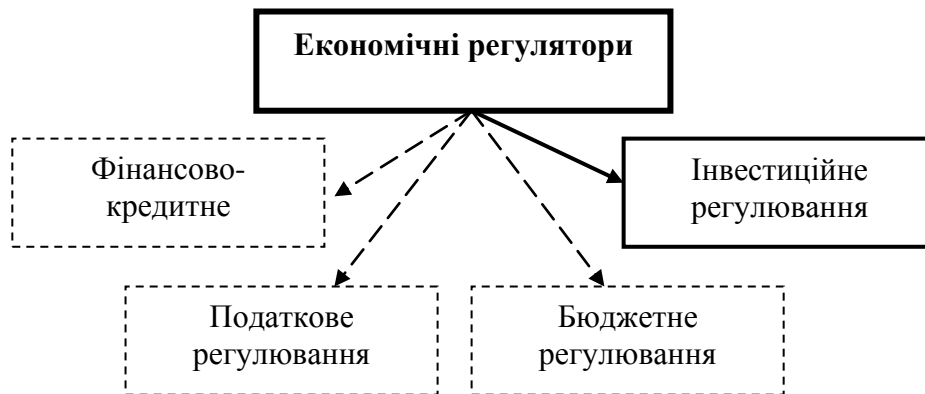 Економічні регулятори
Фінансово-
кредитне
Інвестиційне
регулювання
Податкове
регулювання
Бюджетне
регулювання